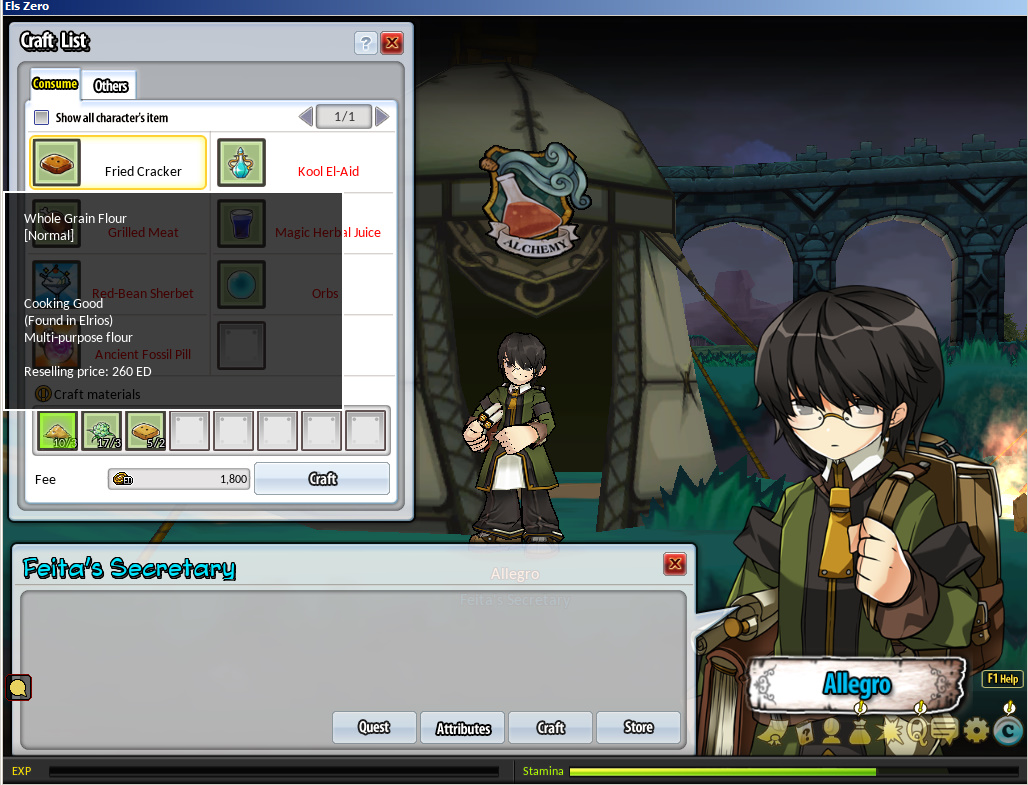 Els Zero
Craft List
?
Consume
Others
Show all character's item
1/1
Fried Cracker
Kool El-Aid
Grilled Meat
Magic Herbal Juice
Red-Bean Sherbet
Orbs
Ancient Fossil Pill
Whole Grain Flour
[Normal]
Cooking Good
(Found in Elrios)
Multi-purpose flour
Reselling price: 260 ED
Craft materials
10/3
17/3
5/2
Fee
1,800
Craft
ALCHEMY
Feita's Secretary
Allegro
Feita's Secretary
Quest
Attributes
Craft
Store
Allegro
F1 Help
EXP
Stamina